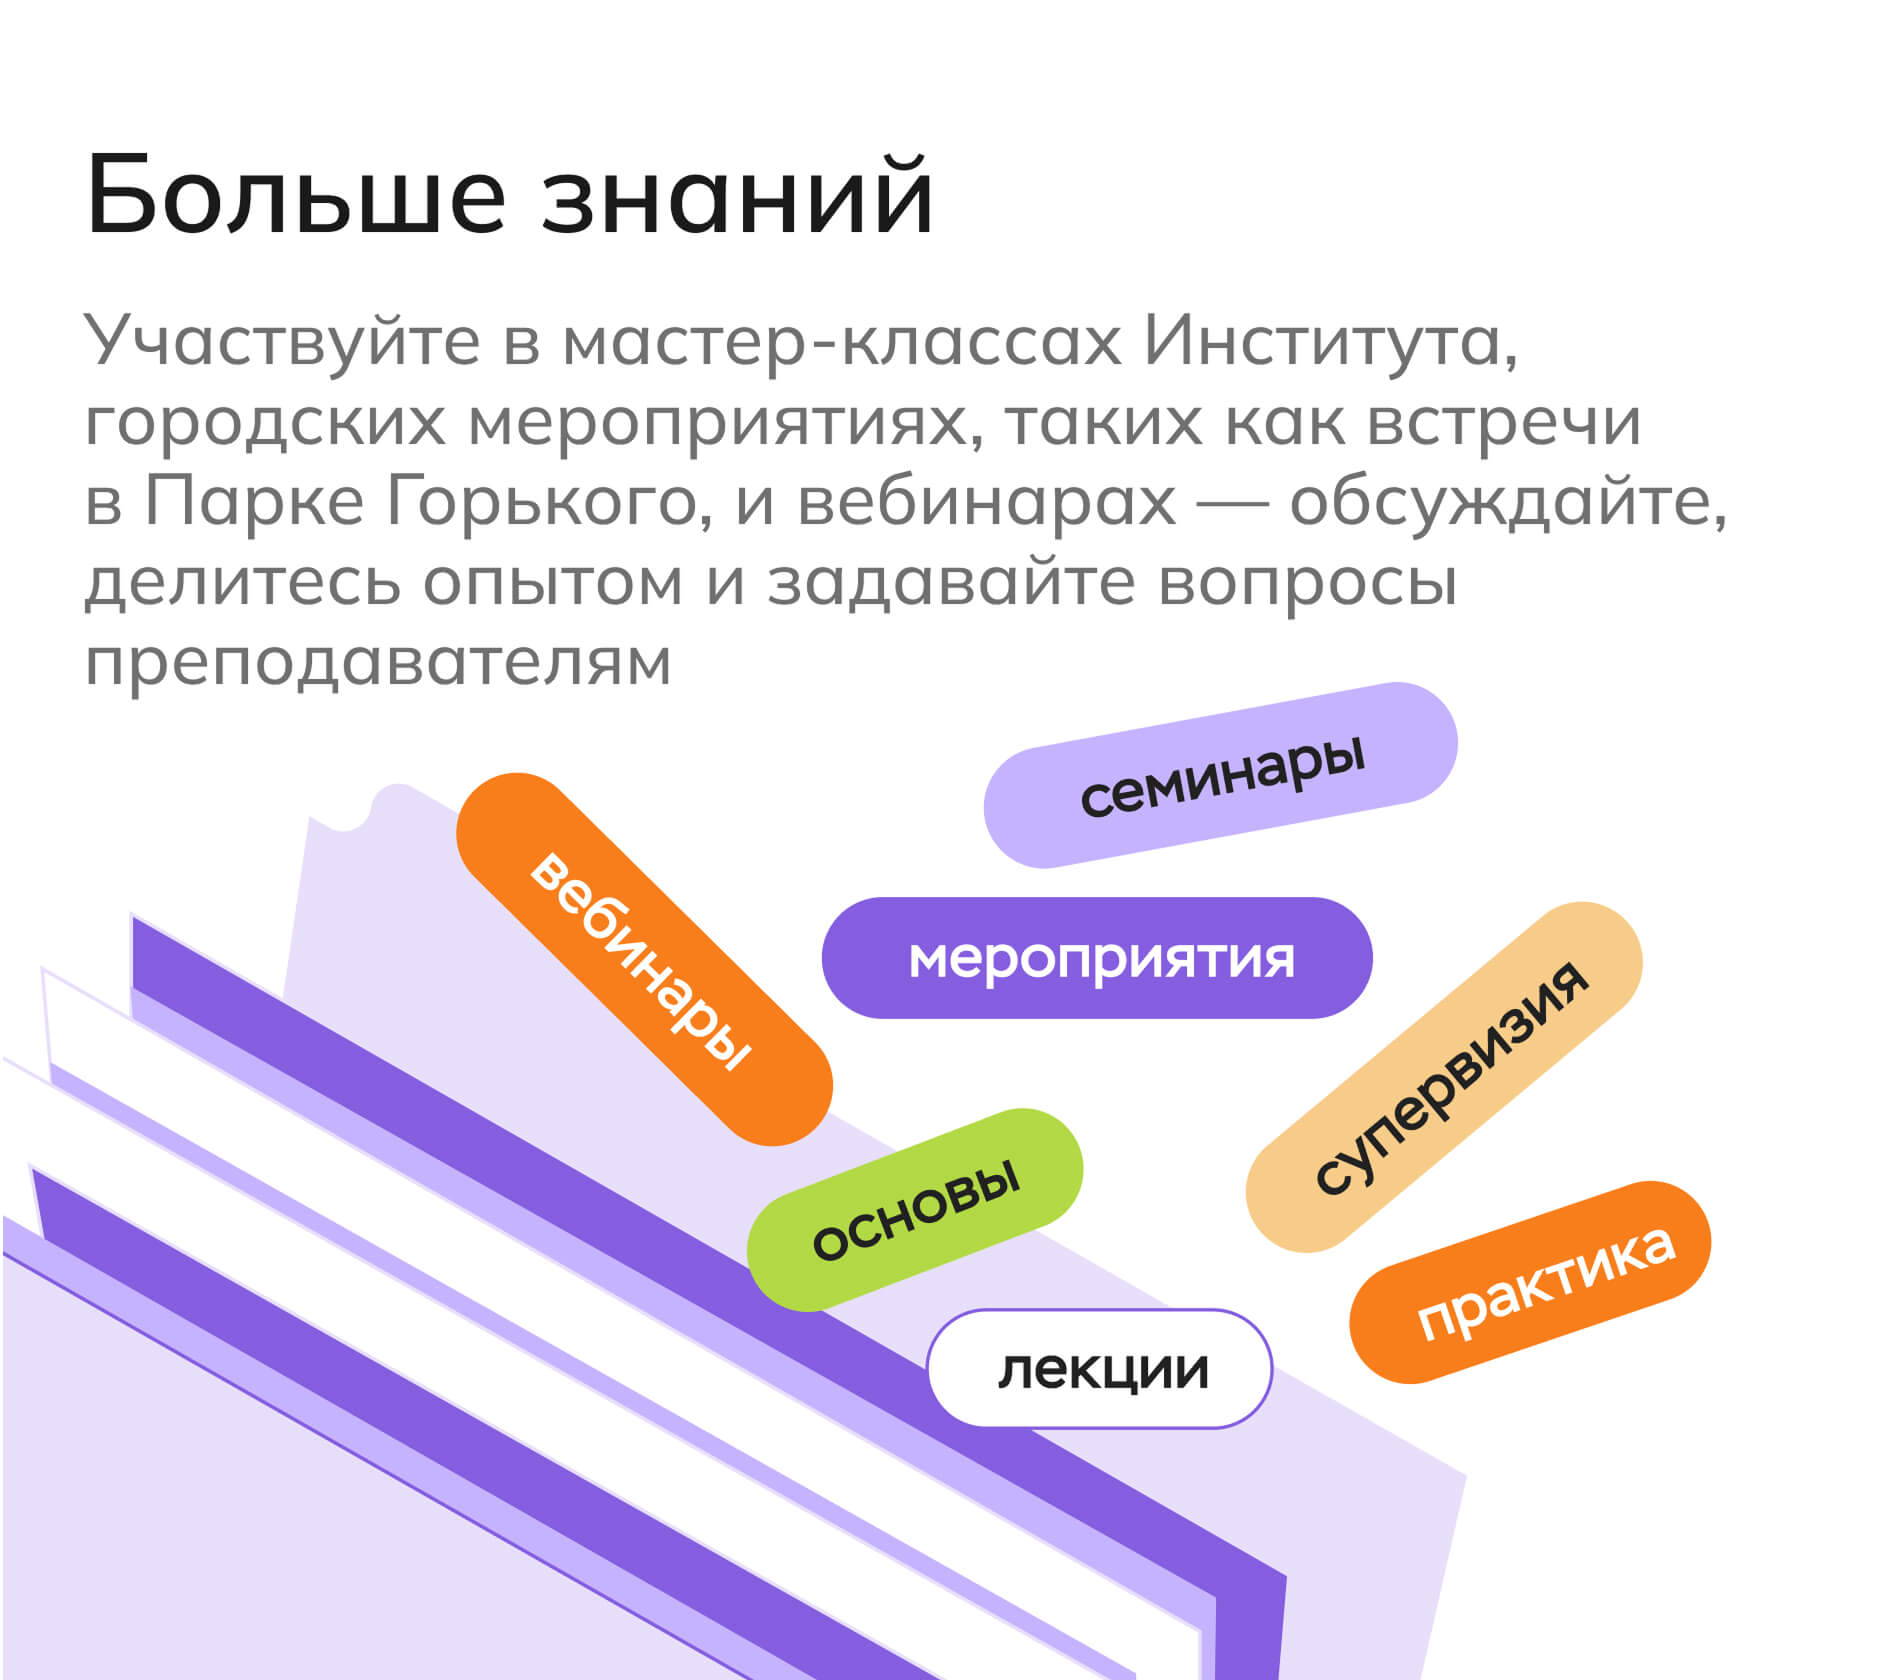 Больше знаний
Участвуйте в мастер-классах Института,
городских мероприятиях, таких как встречи
в Парке Горького, и вебинарах — обсуждайте,
делитесь опытом и задавайте вопросы
преподавателям
семинары
вебинары
мероприятия
супервизия
основы
практика
лекции